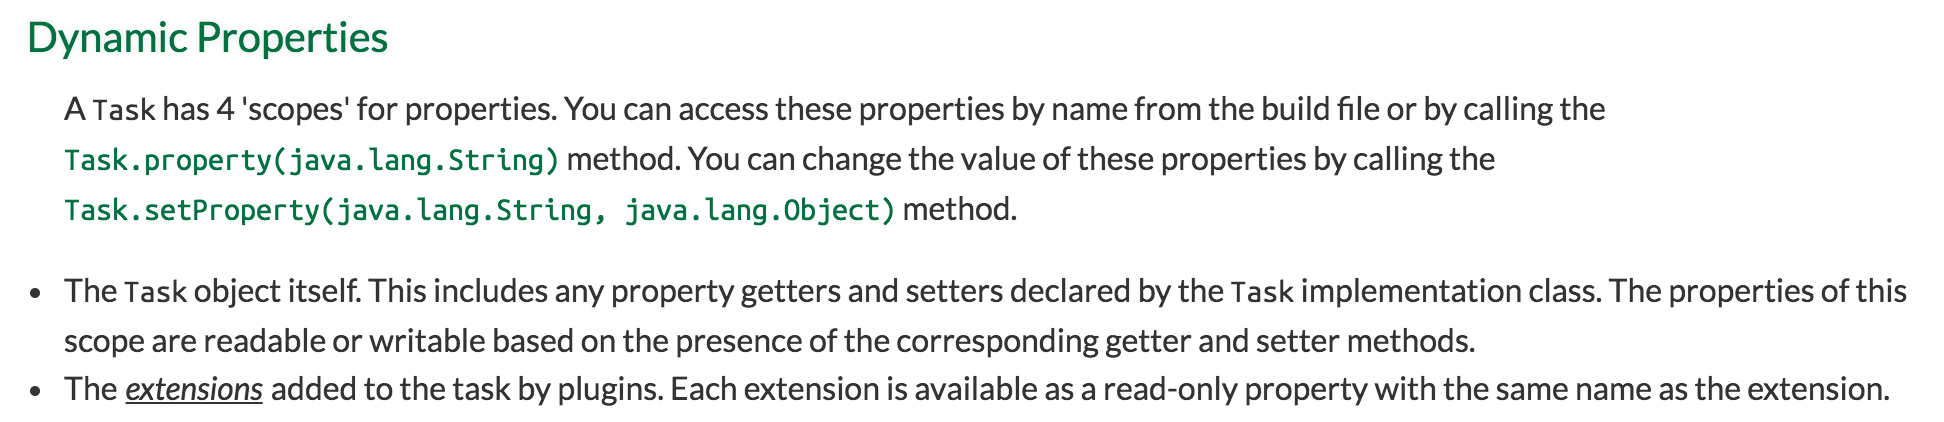 Dynamic Properties
A Task has 4 'scopes' for properties. You can access these properties by name from the build file or by calling the
Task.property(java.lang.String) method. You can change the value of these properties by calling the
Task.setProperty(java.lang.String, java.lang.Object) method.
• The Task object itself. This includes any property getters and setters declared by the Task implementation class. The properties of this
scope are readable or writable based on the presence of the corresponding getter and setter methods.
• The extensions added to the task by plugins. Each extension is available as a read-only property with the same name as the extension.